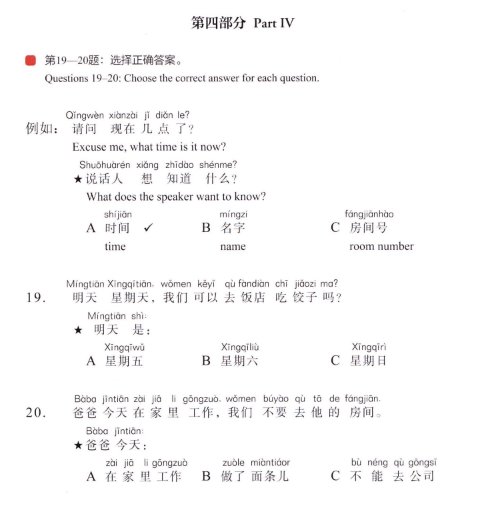 第四部分 Part IV
第19—20题：选择正确答案。
Questions 19-20: Choose the correct answer for each question.
Qǐngwèn xiànzài jǐ diǎn le?
例如： 请问 现在 几 点 了？
Excuse me, what time is it now?
Shuōhuàrén xiǎng zhīdào shénme?
★说话人 想 知道 什么？
What does the speaker want to know?
shíjiān míngzi fángjiānhào
A 时间 ✓ B 名字 C 房间号
time name room number
Míngtiān Xīngqītiān, wǒmen kěyǐ qù fàndiàn chī jiǎozi ma?
19. 明天 星期天，我们 可以 去 饭店 吃 饺子 吗？
Míngtiān shì:
★ 明天 是：
Xīngqīwǔ Xīngqīliù Xīngqīrì
A 星期五 B 星期六 C 星期日
Bàba jīntiān zài jiā li gōngzuò, wǒmen búyào qù tā de fángjiān.
20. 爸爸 今天 在 家 里 工作，我们 不要 去 他 的 房间。
Bàba jīntiān:
★爸爸 今天：
zài jiā li gōngzuò zuòle miàntiáor bù néng qù gōngsī
A 在 家 里 工作 B 做了 面条儿 C 不 能 去 公司